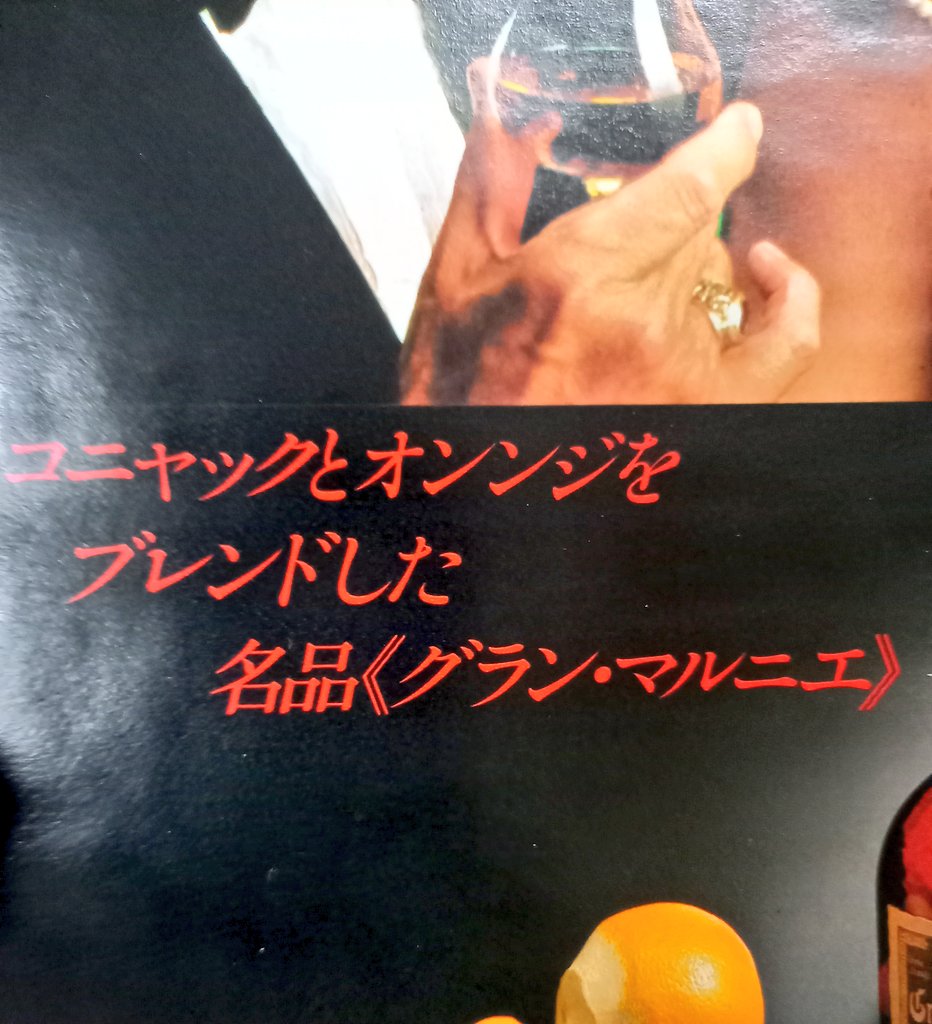 コニャックとオンンジを
ブレンドした
名品《グラン・マルニエ》